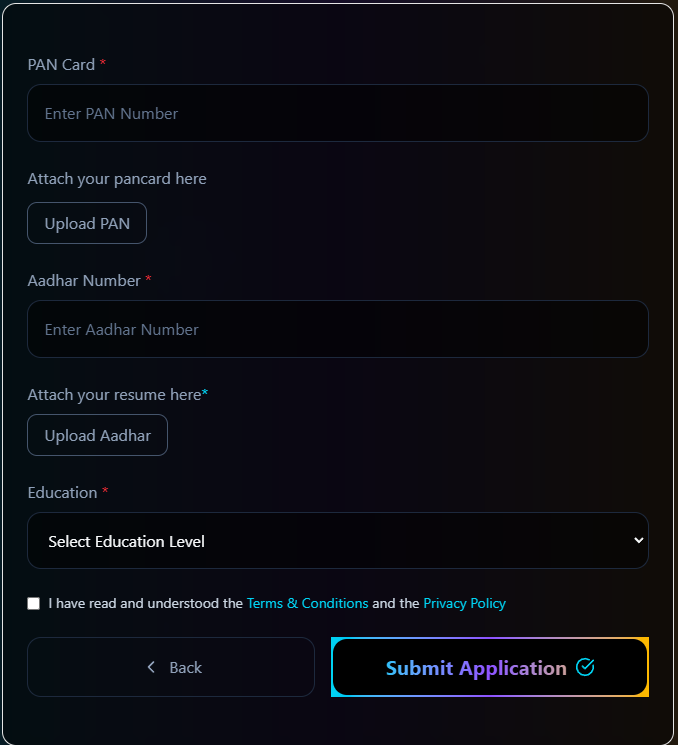 PAN Card *
Enter PAN Number
Attach your pancard here
Upload PAN
Aadhar Number *
Enter Aadhar Number
Attach your resume here*
Upload Aadhar
Education *
Select Education Level
I have read and understood the Terms & Conditions and the Privacy Policy
Back
Submit Application